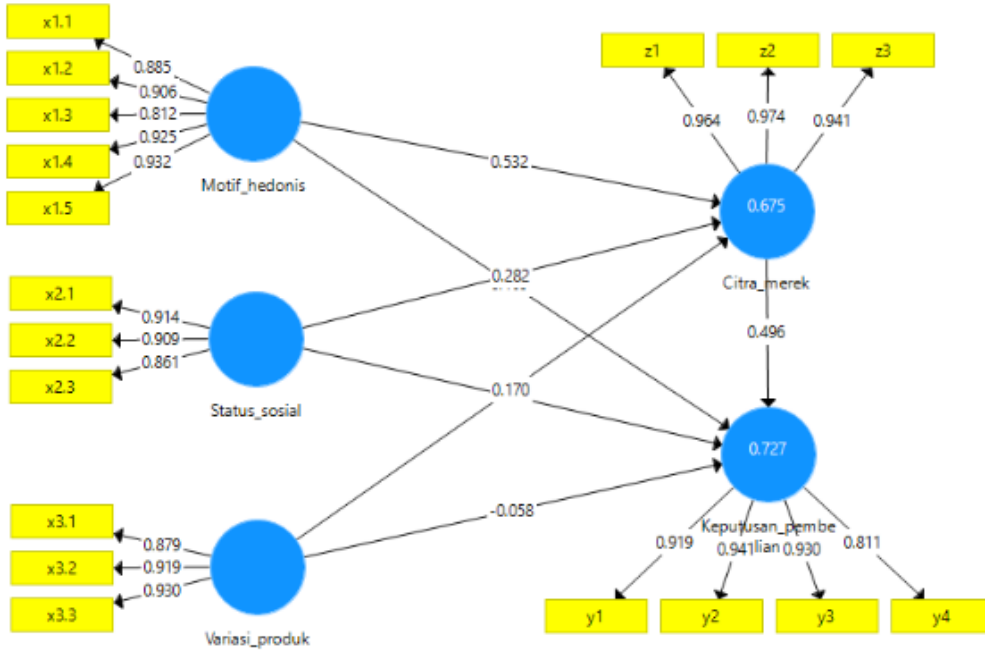 x1.1
x1.2
x1.3
x1.4
x1.5
0.885
0.906
0.812
0.925
0.932
Motif_hedonis
x2.1
x2.2
x2.3
0.914
0.909
0.861
Status_sosial
x3.1
x3.2
x3.3
0.879
0.919
0.930
Variasi_produk
0.532
0.282
0.170
-0.058
z1
z2
z3
0.964
0.974
0.941
0.675
Citra_merek
0.496
0.727
Keputusan_pembe
lian
0.919
0.941
0.930
0.811
y1
y2
y3
y4